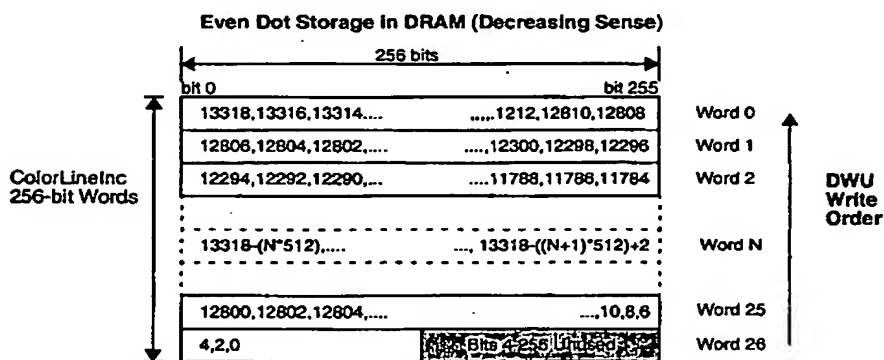 Even Dot Storage in DRAM (Decreasing Sense)
256 bits
bit 0 bit 255
13318,13316,13314.... .....1212,12810,12808 Word 0
12806,12804,12802,.... ....,12300,12298,12296 Word 1
12294,12292,12290,... ....11788,11786,11784 Word 2
ColorLineInc
256-bit Words
DWU
Write
Order
13318-(N*512),.... ..., 13318-((N+1)*512)+2 Word N
12800,12802,12804,.... ....,10,8,6 Word 25
4,2,0 Bits 4-256 Unused Word 26